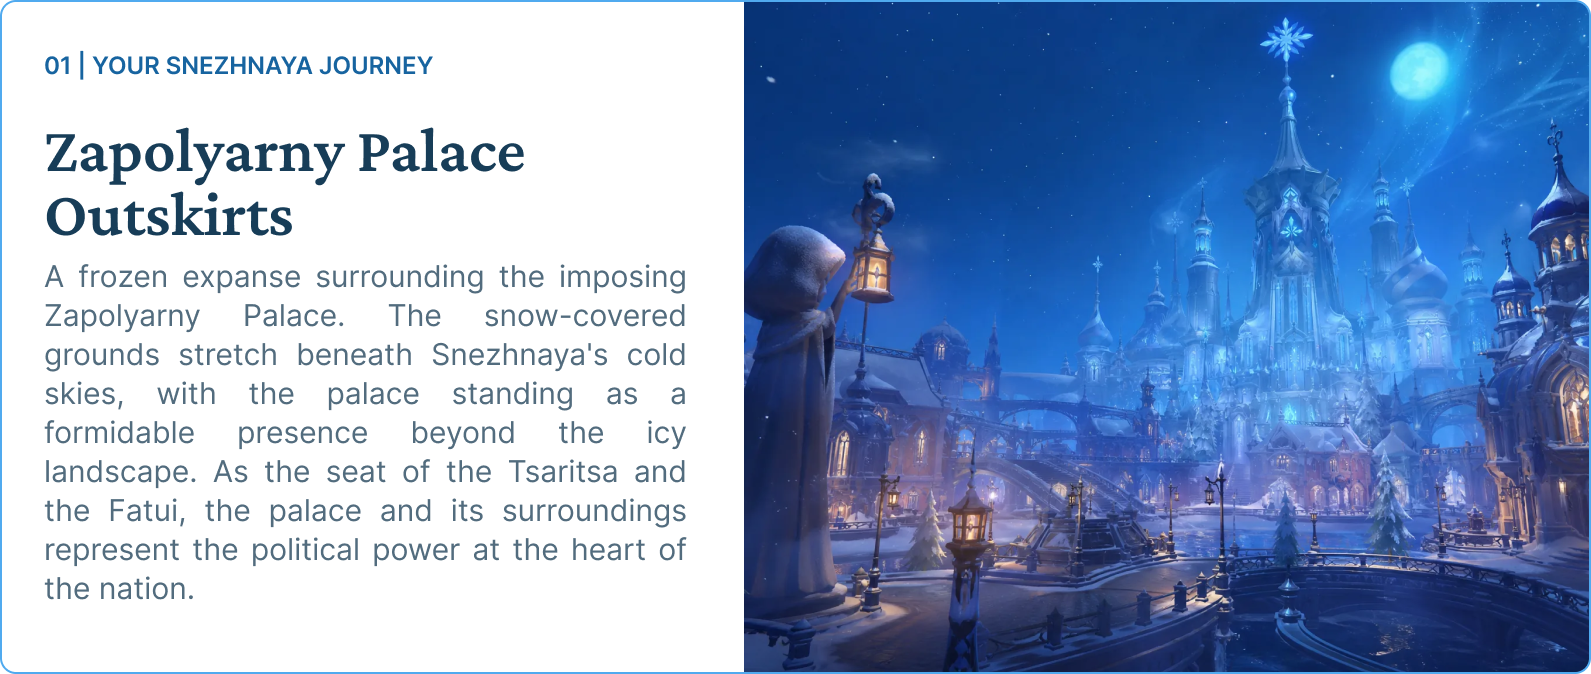 01 | YOUR SNEZHNAYA JOURNEY
Zapolyarny Palace
Outskirts
A frozen expanse surrounding the imposing
Zapolyarny Palace. The snow-covered
grounds stretch beneath Snezhnaya's cold
skies, with the palace standing as a
formidable presence beyond the icy
landscape. As the seat of the Tsaritsa and
the Fatui, the palace and its surroundings
represent the political power at the heart of
the nation.